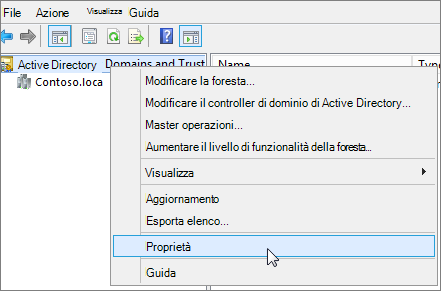 File Azione Visualizza Guida
Active Directory Domains and Trust
Name Type
Contoso.loca
Modificare la foresta...
Modificare il controller di dominio di Active Directory...
Master operazioni...
Aumentare il livello di funzionalità della foresta...
Visualizza
Aggiornamento
Esporta elenco...
Proprietà
Guida